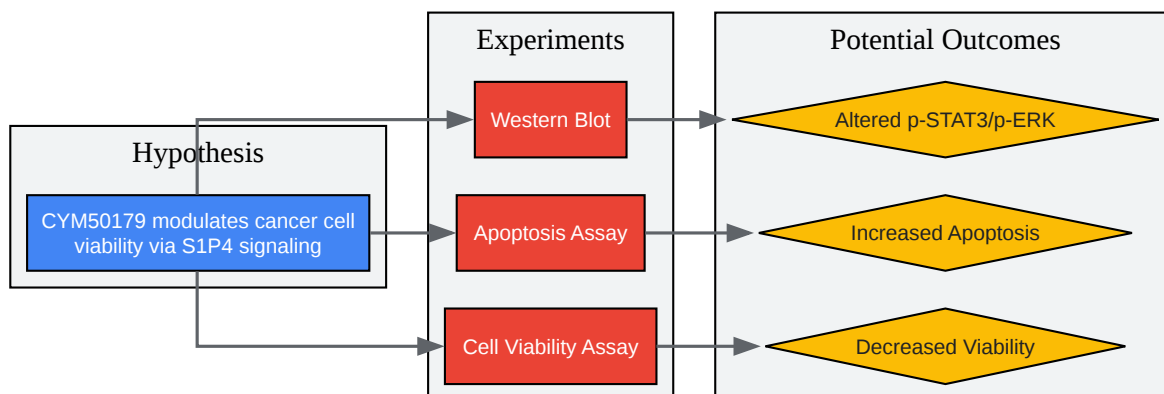 Hypothesis
CYM50179 modulates cancer cell
viability via S1P4 signaling
Experiments
Western Blot
Apoptosis Assay
Cell Viability Assay
Potential Outcomes
Altered p-STAT3/p-ERK
Increased Apoptosis
Decreased Viability